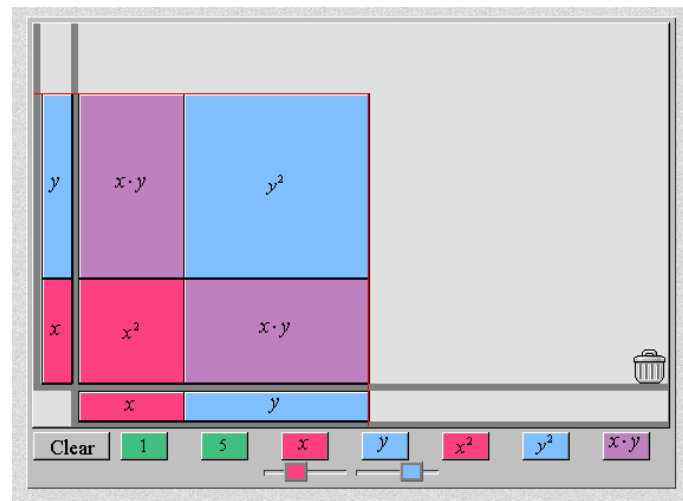 y x · y y²
x x² x · y
x y
Clear 1 5 x y x² y² x · y